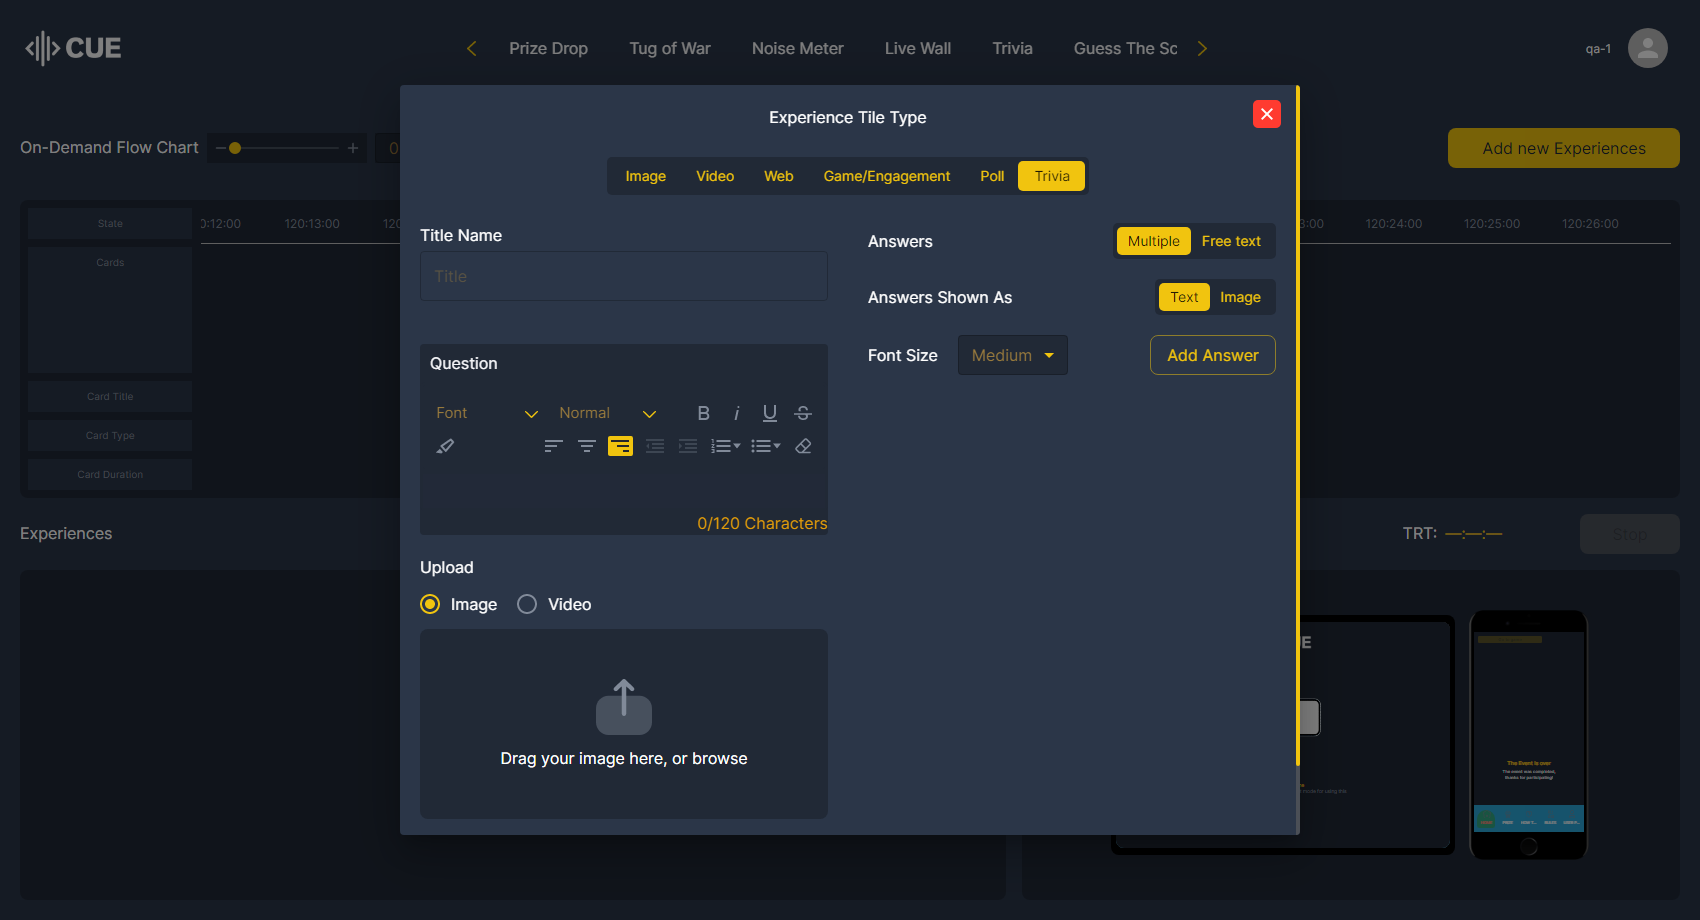 CUE
Prize Drop
Tug of War
Noise Meter
Live Wall
Trivia
Guess The Sc
qa-1
Experience Tile Type
On-Demand Flow Chart
0
Add new Experiences
Image
Video
Web
Game/Engagement
Poll
Trivia
State
0:12:00
120:13:00
120
3:00
120:24:00
120:25:00
120:26:00
Cards
Card Title
Card Type
Card Duration
Title Name
Title
Answers
Multiple
Free text
Answers Shown As
Text
Image
Font Size
Medium
Add Answer
Question
Font
Normal
B
i
U
S
0/120 Characters
Experiences
TRT: —:—:—
Stop
Upload
Image
Video
Drag your image here, or browse
UE
The Event is over
The event was completed,
thanks for participating!